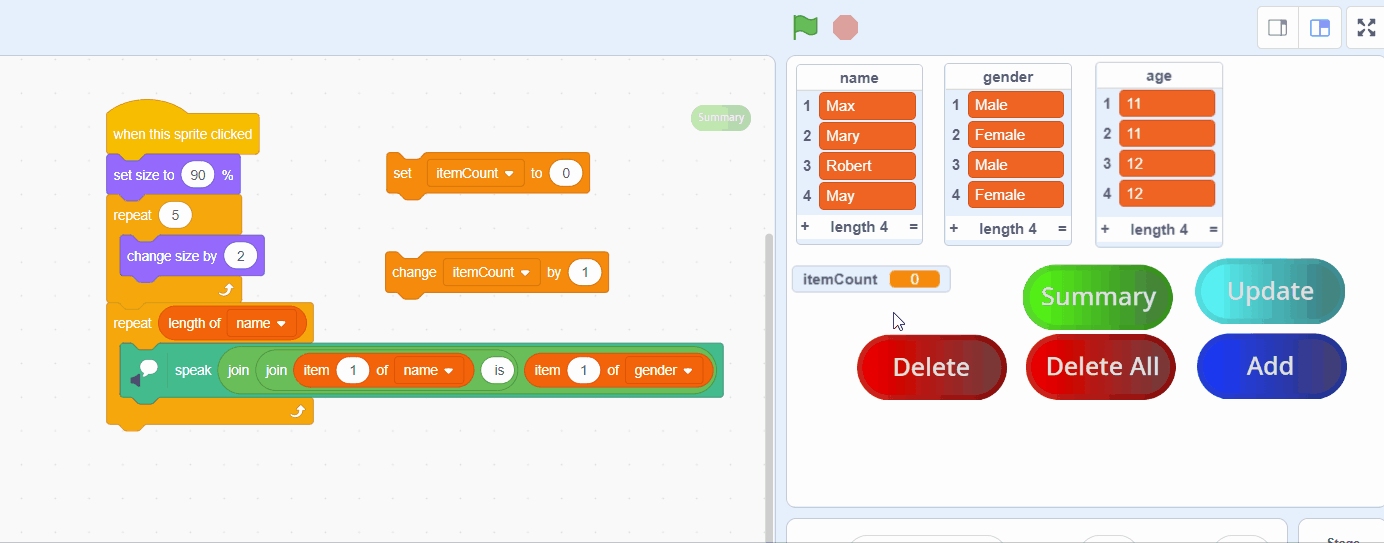 when this sprite clicked
set size to 90 %
repeat 5
change size by 2
repeat length of name
speak join join item 1 of name is item 1 of gender
set itemCount to 0
change itemCount by 1
Summary
name
1 Max
2 Mary
3 Robert
4 May
+ length 4 =
gender
1 Male
2 Female
3 Male
4 Female
+ length 4 =
age
1 11
2 11
3 12
4 12
+ length 4 =
itemCount 0
Summary
Update
Delete
Delete All
Add
Stage